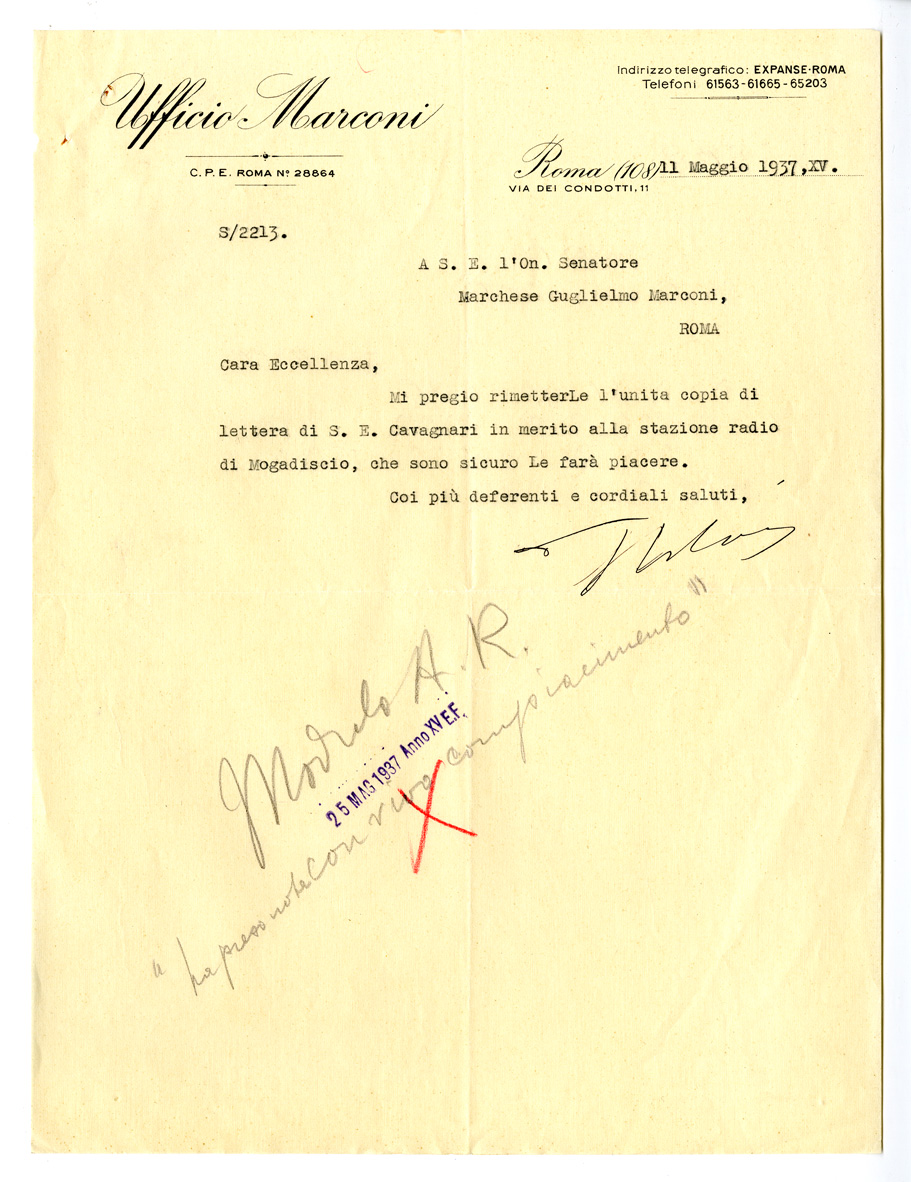 Ufficio Marconi
C. P. E. ROMA Nº 28864
Indirizzo telegrafico: EXPANSE-ROMA
Telefoni 61563-61665-65203
Roma (108) 11 Maggio 1937,XV.
VIA DEI CONDOTTI, 11
S/2213.
A S. E. l'On. Senatore
Marchese Guglielmo Marconi,
ROMA
Cara Eccellenza,
Mi pregio rimetterLe l'unita copia di
lettera di S. E. Cavagnari in merito alla stazione radio
di Mogadiscio, che sono sicuro Le farà piacere.
Coi più deferenti e cordiali saluti,
Modulo A. R.
25 MAG 1937 Anno XV E.F.
"ha preso nota con viva compiacimento"